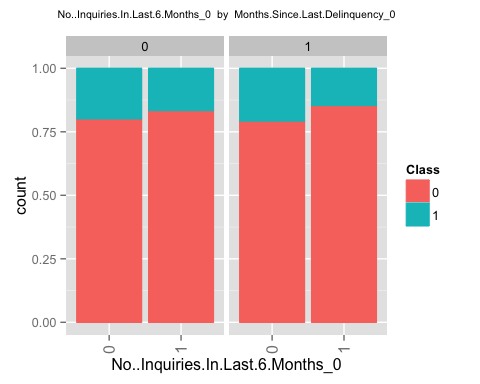 No..Inquiries.In.Last.6.Months_0 by Months.Since.Last.Delinquency_0
0 1
1.00
0.75
0.50
0.25
0.00
count
0 1 0 1
No..Inquiries.In.Last.6.Months_0
Class
0
1